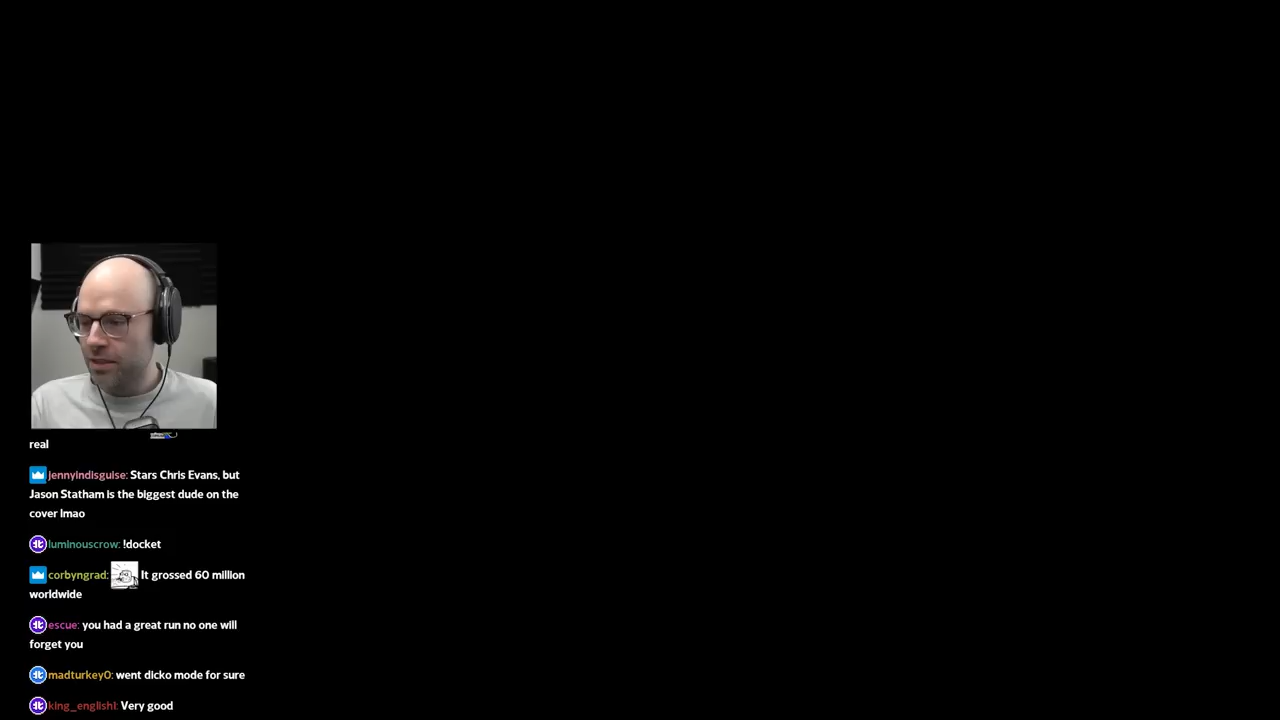 real
jennyindisguise: Stars Chris Evans, but
Jason Statham is the biggest dude on the
cover lmao
luminouscrow: !docket
corbyngrad: It grossed 60 million
worldwide
escue: you had a great run no one will
forget you
madturkey0: went dicko mode for sure
king_english1: Very good